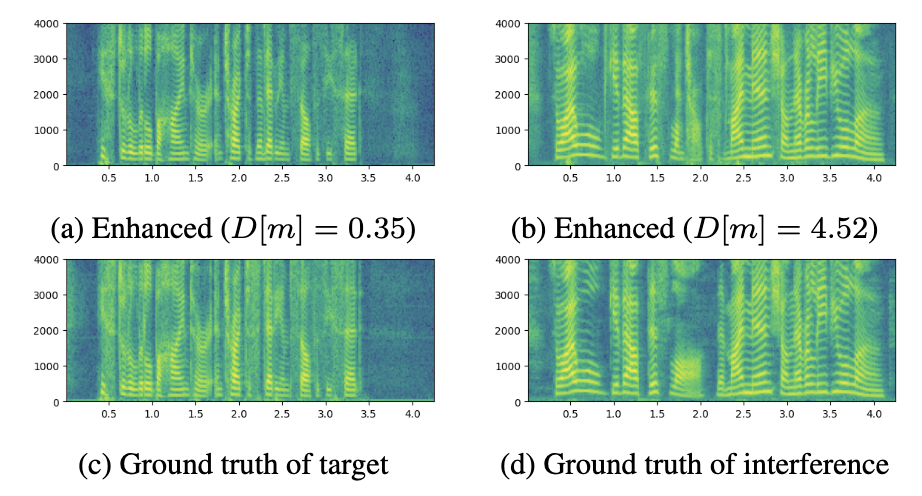 4000 4000
3000 3000
2000 2000
1000 1000
0 0
0.5 1.0 1.5 2.0 2.5 3.0 3.5 4.0 0.5 1.0 1.5 2.0 2.5 3.0 3.5 4.0
(a) Enhanced (D[m] = 0.35) (b) Enhanced (D[m] = 4.52)
4000 4000
3000 3000
2000 2000
1000 1000
0 0
0.5 1.0 1.5 2.0 2.5 3.0 3.5 4.0 0.5 1.0 1.5 2.0 2.5 3.0 3.5 4.0
(c) Ground truth of target (d) Ground truth of interference